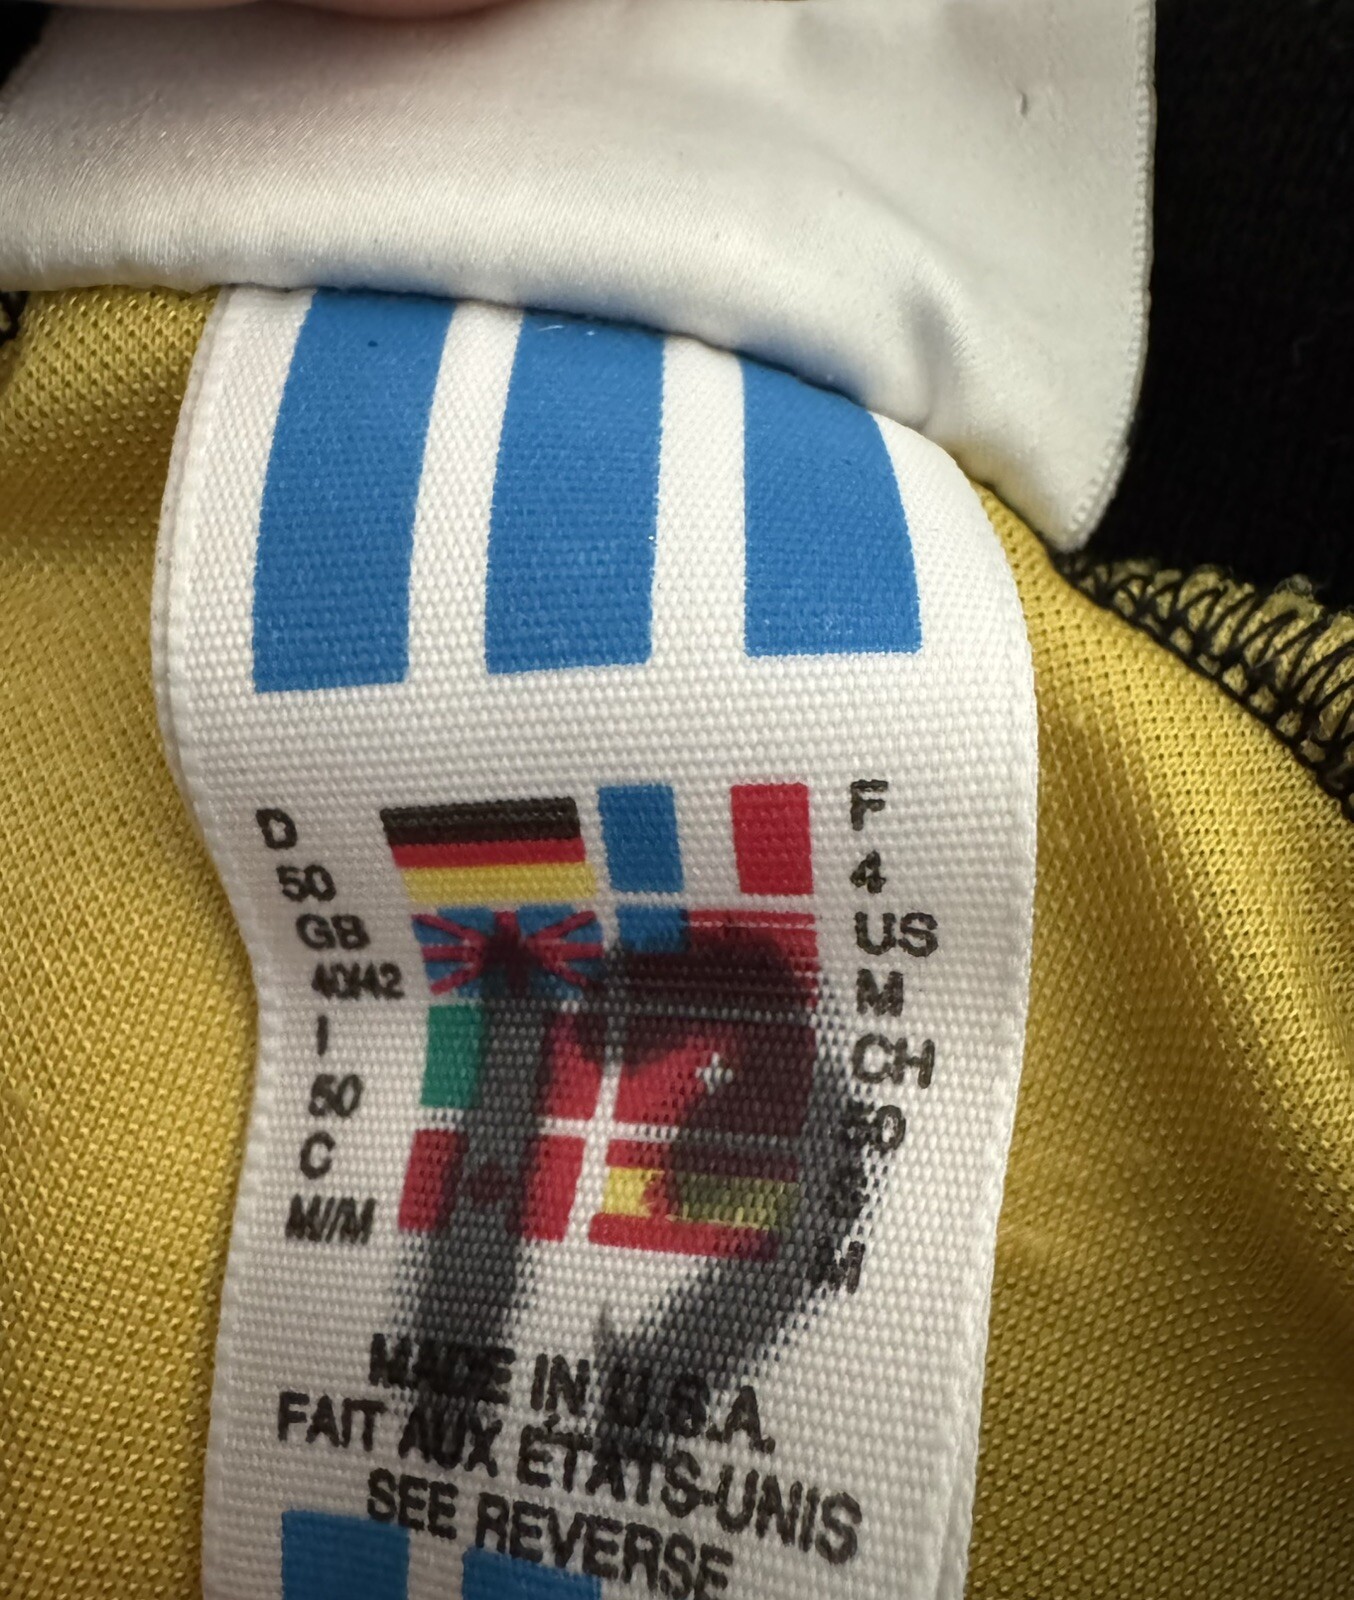 D
50
GB
40/42
I
50
C
M//M
F
4
US
M
CH
50
E
M
MADE IN U.S.A.
FAIT AUX ÉTATS-UNIS
SEE REVERSE